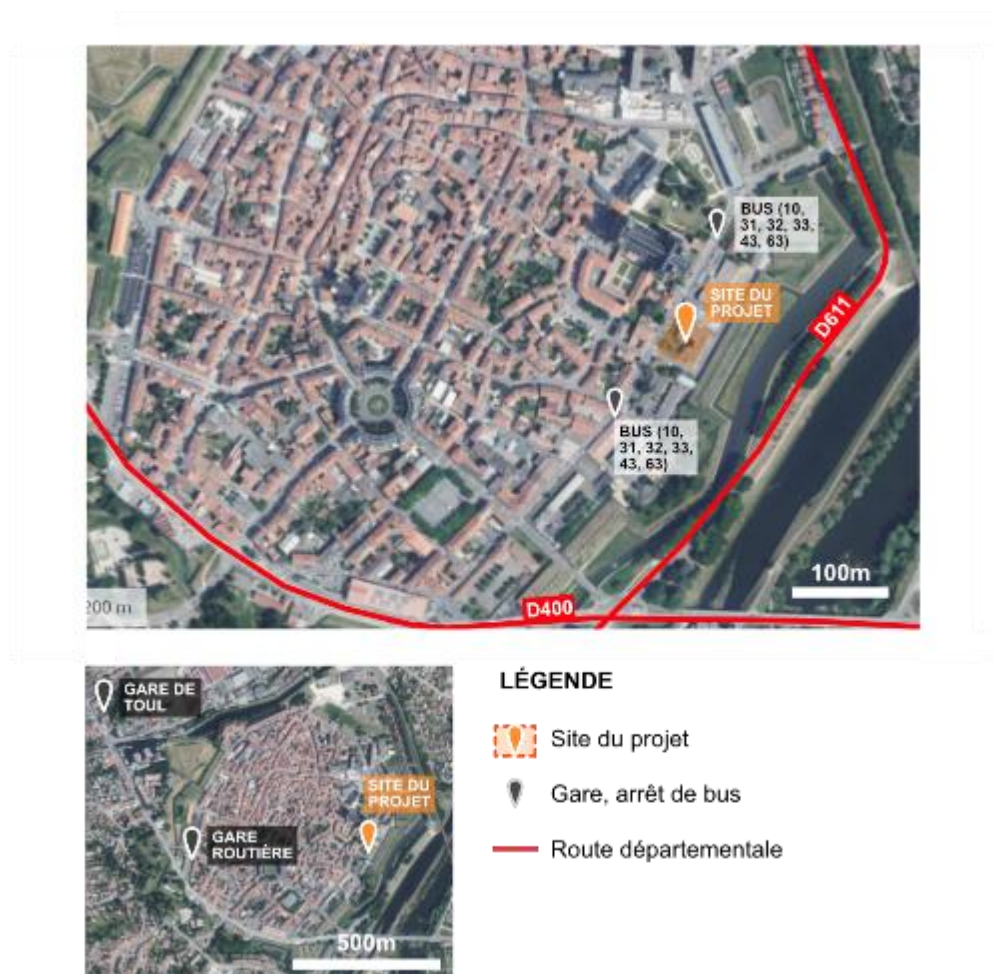 BUS (10,
31, 32, 33,
43, 63)
SITE DU
PROJET
D611
BUS (10,
31, 32, 33,
43, 63)
100m
200 m
D400
GARE DE
TOUL
SITE DU
PROJET
GARE
ROUTIÈRE
500m
LÉGENDE
Site du projet
Gare, arrêt de bus
Route départementale